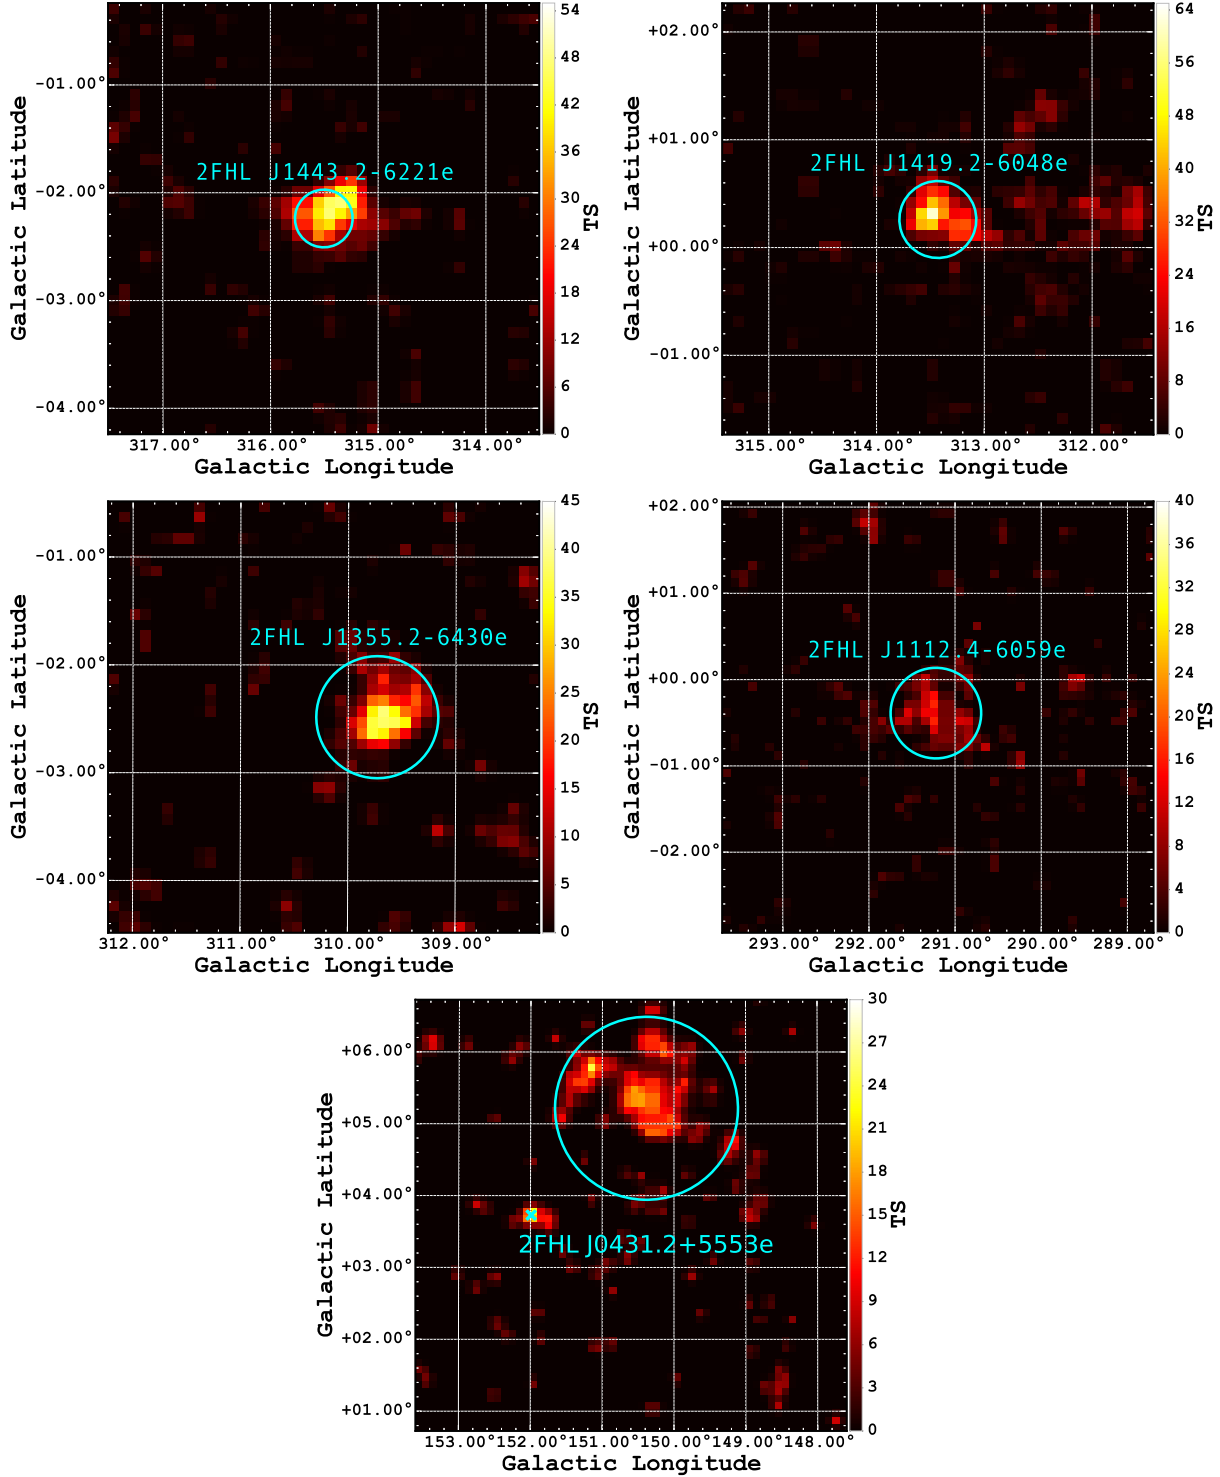 54
48
42
36
30
24
18
12
6
0
TS
-01.00°
-02.00°
-03.00°
-04.00°
Galactic Latitude
2FHL J1443.2-6221e
317.00° 316.00° 315.00° 314.00°
Galactic Longitude
64
56
48
40
32
24
16
8
0
TS
+02.00°
+01.00°
+00.00°
-01.00°
Galactic Latitude
2FHL J1419.2-6048e
315.00° 314.00° 313.00° 312.00°
Galactic Longitude
45
40
35
30
25
20
15
10
5
0
TS
-01.00°
-02.00°
-03.00°
-04.00°
Galactic Latitude
2FHL J1355.2-6430e
312.00° 311.00° 310.00° 309.00°
Galactic Longitude
40
36
32
28
24
20
16
12
8
4
0
TS
+02.00°
+01.00°
+00.00°
-01.00°
-02.00°
Galactic Latitude
2FHL J1112.4-6059e
293.00° 292.00° 291.00° 290.00° 289.00°
Galactic Longitude
30
27
24
21
18
15
12
9
6
3
0
TS
+06.00°
+05.00°
+04.00°
+03.00°
+02.00°
+01.00°
Galactic Latitude
2FHL J0431.2+5553e
153.00° 152.00° 151.00° 150.00° 149.00° 148.00°
Galactic Longitude